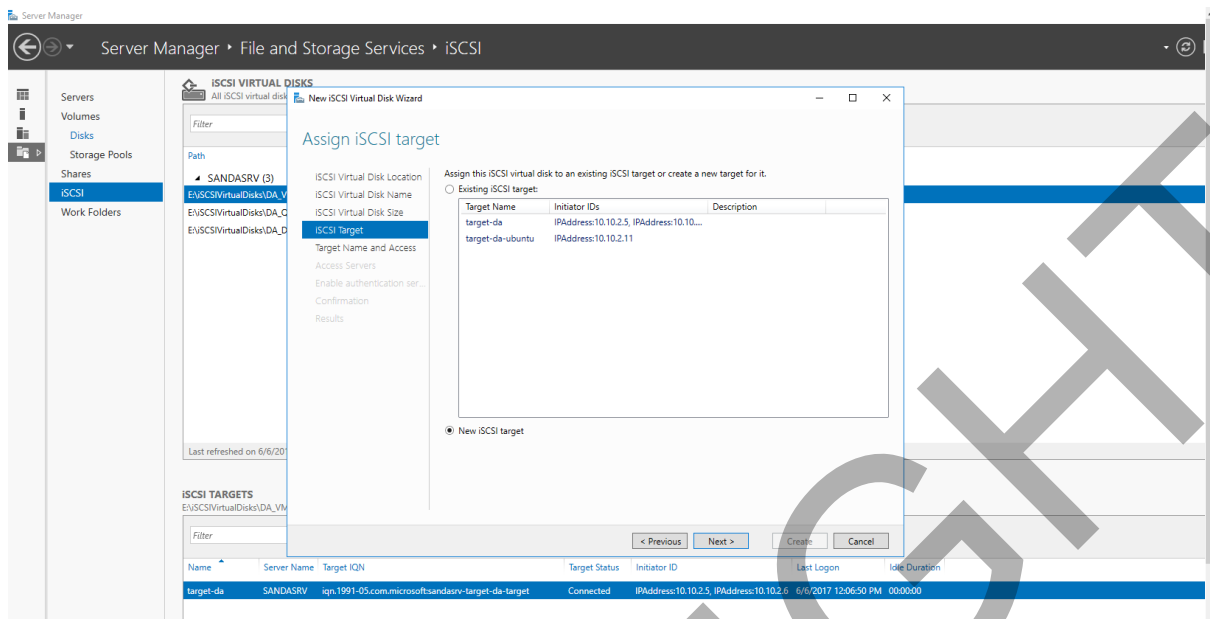 Server Manager
Server Manager ‣ File and Storage Services ‣ iSCSI
Servers
Volumes
Disks
Storage Pools
Shares
iSCSI
Work Folders
iSCSI VIRTUAL DISKS
All iSCSI virtual disk
Filter
Path
SANDASRV (3)
E:\iSCSIVirtualDisks\DA_V
E:\iSCSIVirtualDisks\DA_Q
E:\iSCSIVirtualDisks\DA_D
Last refreshed on 6/6/201
New iSCSI Virtual Disk Wizard
Assign iSCSI target
iSCSI Virtual Disk Location
iSCSI Virtual Disk Name
iSCSI Virtual Disk Size
iSCSI Target
Target Name and Access
Access Servers
Enable authentication ser...
Confirmation
Results
Assign this iSCSI virtual disk to an existing iSCSI target or create a new target for it.
Existing iSCSI target:
Target Name Initiator IDs Description
target-da IPAddress:10.10.2.5, IPAddress:10.10....
target-da-ubuntu IPAddress:10.10.2.11
New iSCSI target
< Previous Next > Create Cancel
iSCSI TARGETS
E:\iSCSIVirtualDisks\DA_VM
Filter
Name Server Name Target IQN Target Status Initiator ID Last Logon Idle Duration
target-da SANDASRV iqn.1991-05.com.microsoft:sandasrv-target-da-target Connected IPAddress:10.10.2.5, IPAddress:10.10.2.6 6/6/2017 12:06:50 PM 00:00:00